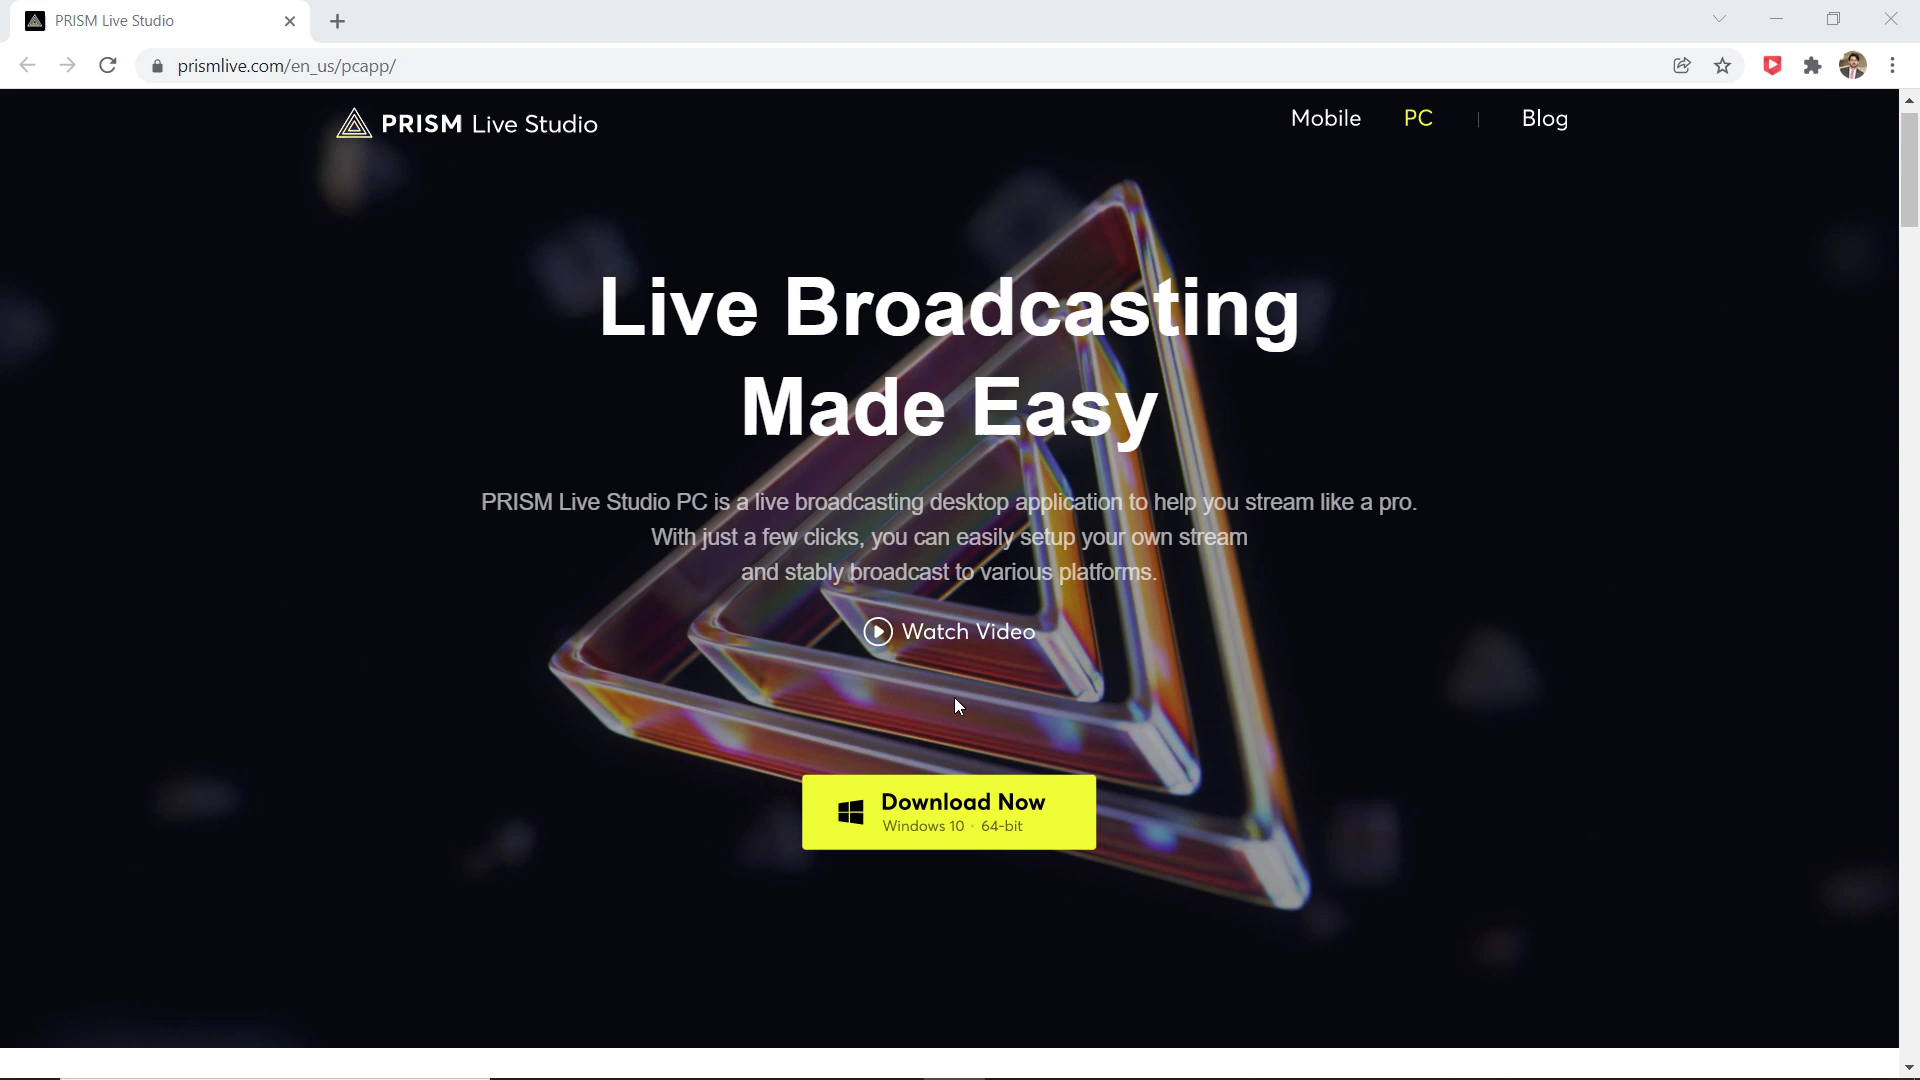 PRISM Live Studio
prismlive.com/en_us/pcapp/
PRISM Live Studio
Mobile PC | Blog
Live Broadcasting
Made Easy
PRISM Live Studio PC is a live broadcasting desktop application to help you stream like a pro.
With just a few clicks, you can easily setup your own stream
and stably broadcast to various platforms.
Watch Video
Download Now
Windows 10 · 64-bit